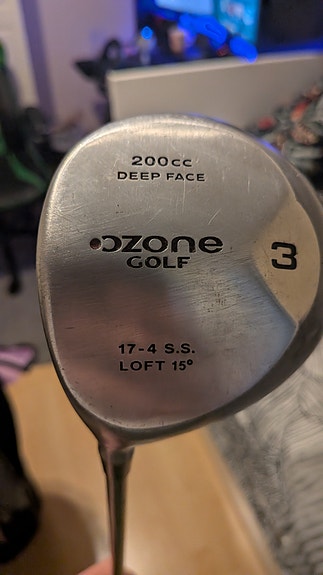 200cc
DEEP FACE
OZONE
GOLF
3
17-4 S.S.
LOFT 15°